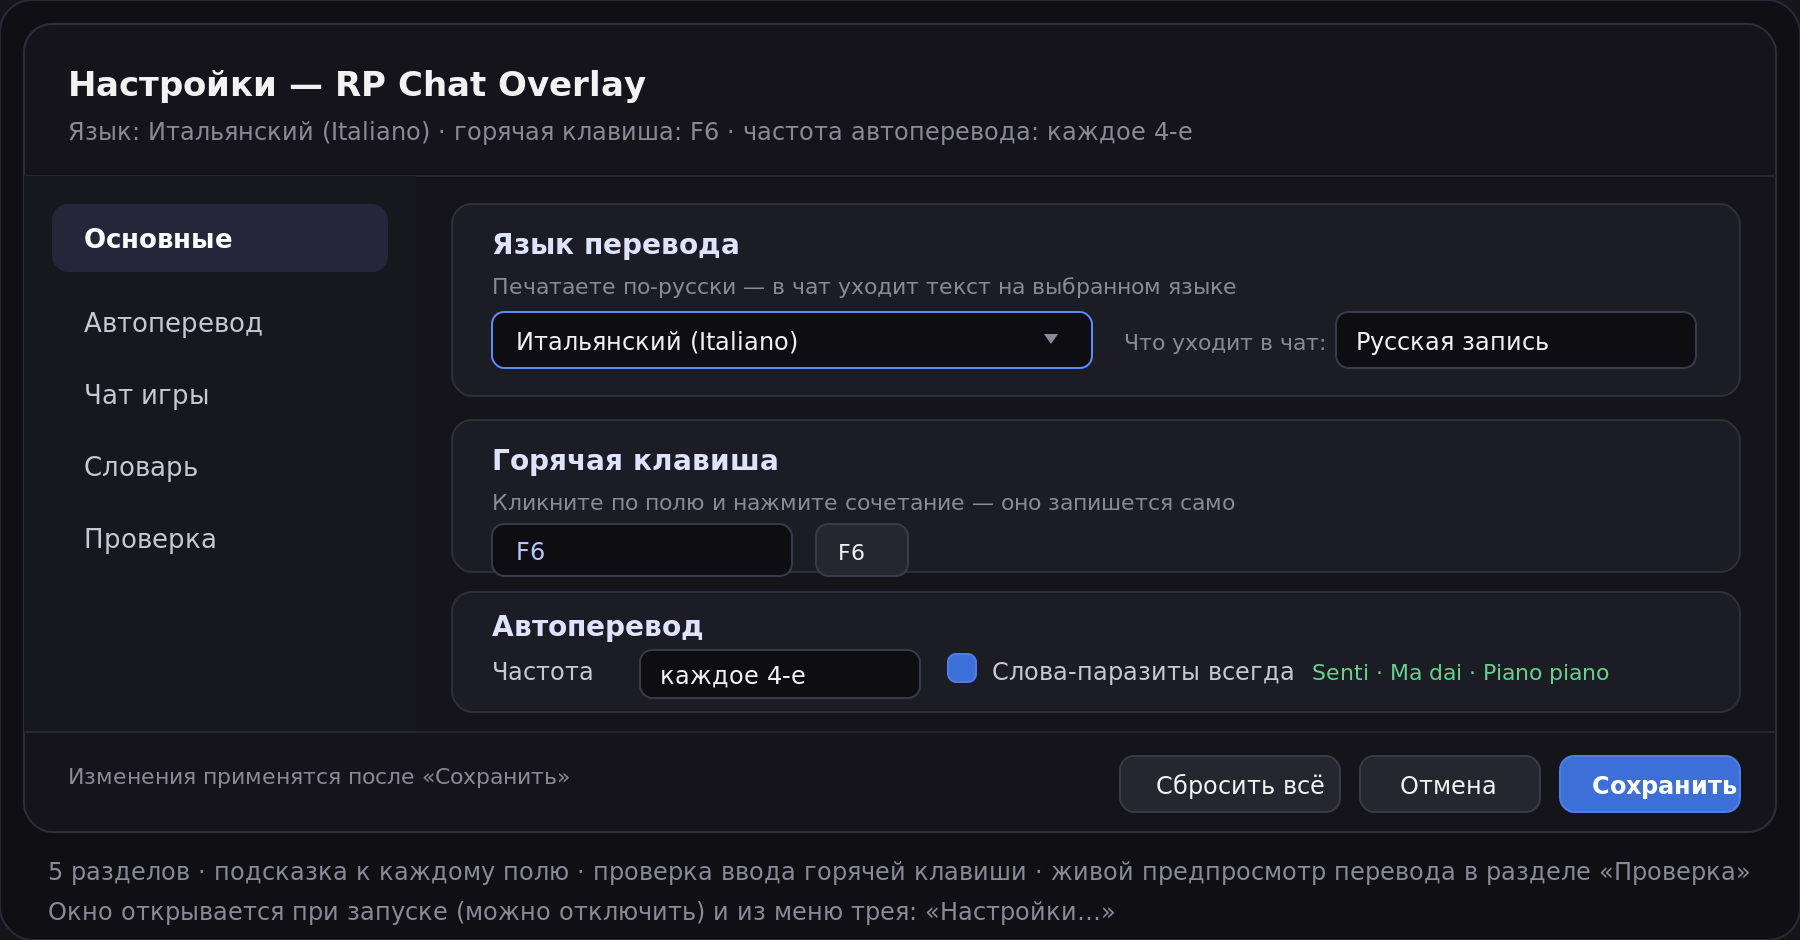 Настройки — RP Chat Overlay
Язык: Итальянский (Italiano) · горячая клавиша: F6 · частота автоперевода: каждое 4-е
Основные
Автоперевод
Чат игры
Словарь
Проверка
Язык перевода
Печатаете по-русски — в чат уходит текст на выбранном языке
Итальянский (Italiano)
Что уходит в чат: Русская запись
Горячая клавиша
Кликните по полю и нажмите сочетание — оно запишется само
F6 F6
Автоперевод
Частота каждое 4-е Слова-паразиты всегда Senti · Ma dai · Piano piano
Изменения применятся после «Сохранить»
Сбросить всё Отмена Сохранить
5 разделов · подсказка к каждому полю · проверка ввода горячей клавиши · живой предпросмотр перевода в разделе «Проверка»
Окно открывается при запуске (можно отключить) и из меню трея: «Настройки…»